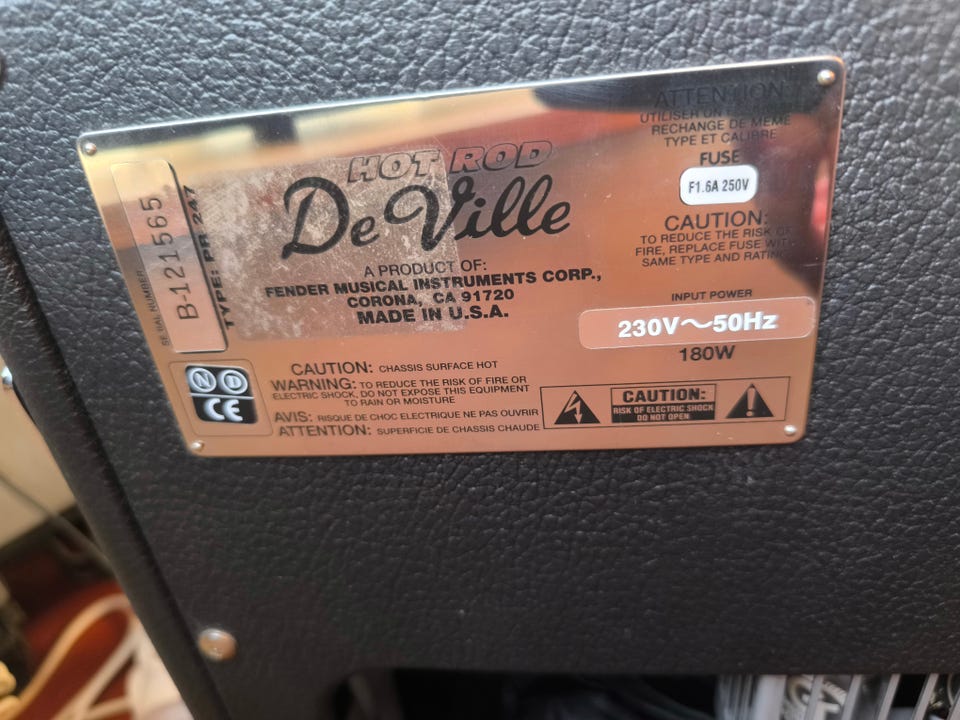 HOT ROD
De Ville
A PRODUCT OF:
FENDER MUSICAL INSTRUMENTS CORP.,
CORONA, CA 91720
MADE IN U.S.A.
SERIAL NUMBER
B-121565
TYPE: PR 247
ATTENTION:
UTILISER UN
RECHANGE DE MEME
TYPE ET CALIBRE
FUSE
F1.6A 250V
CAUTION:
TO REDUCE THE RISK OF
FIRE, REPLACE FUSE WITH
SAME TYPE AND RATING
INPUT POWER
230V~50Hz
180W
N D
CE
CAUTION: CHASSIS SURFACE HOT
WARNING: TO REDUCE THE RISK OF FIRE OR
ELECTRIC SHOCK, DO NOT EXPOSE THIS EQUIPMENT
TO RAIN OR MOISTURE
AVIS: RISQUE DE CHOC ELECTRIQUE NE PAS OUVRIR
ATTENTION: SUPERFICIE DE CHASSIS CHAUDE
CAUTION:
RISK OF ELECTRIC SHOCK
DO NOT OPEN